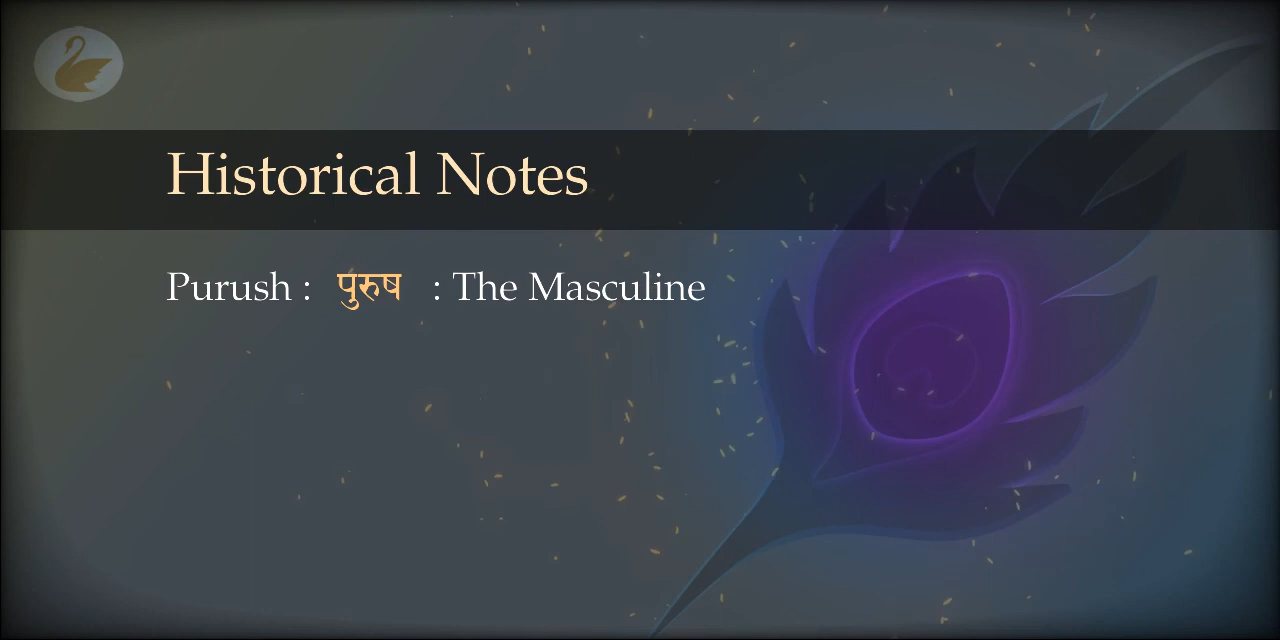 Historical Notes
Purush : पुरुष : The Masculine